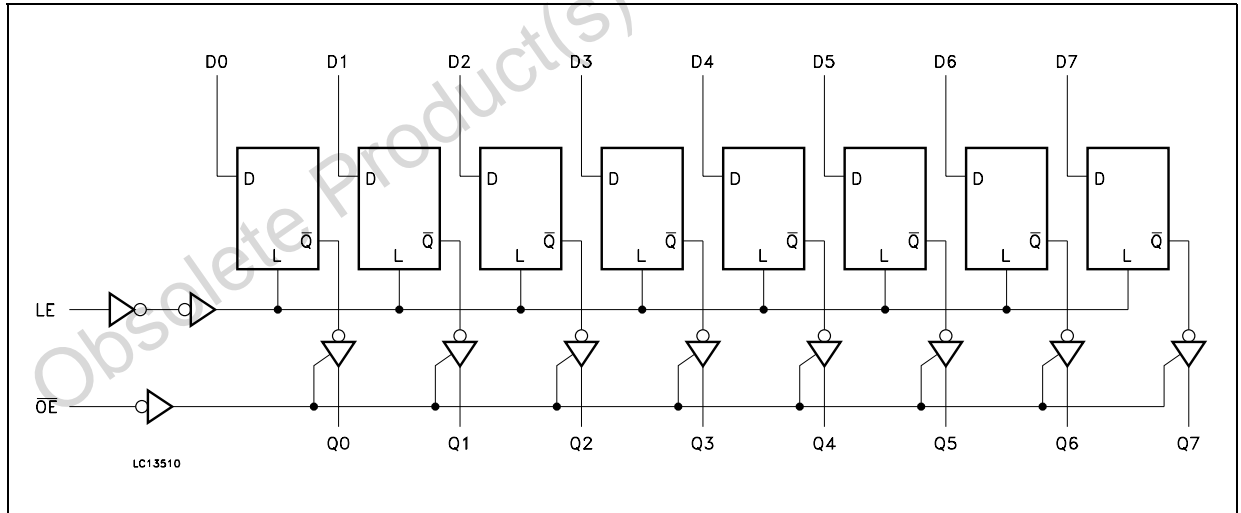 Obsolete Product(s)
D0 D1 D2 D3 D4 D5 D6 D7
D D D D D D D D
Q̅ Q̅ Q̅ Q̅ Q̅ Q̅ Q̅ Q̅
L L L L L L L L
LE
O̅E̅
Q0 Q1 Q2 Q3 Q4 Q5 Q6 Q7
LC13510